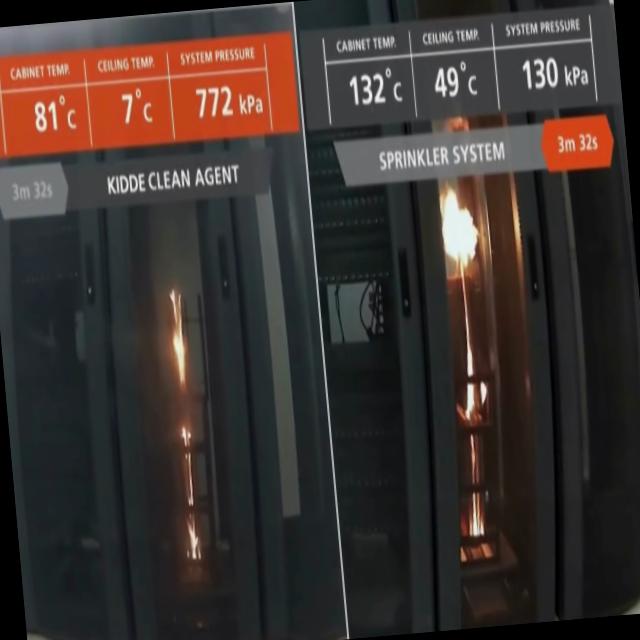 CABINET TEMP. CEILING TEMP. SYSTEM PRESSURE
81°C 7°C 772 kPa
3m 32s KIDDE CLEAN AGENT
CABINET TEMP. CEILING TEMP. SYSTEM PRESSURE
132°C 49°C 130 kPa
SPRINKLER SYSTEM 3m 32s